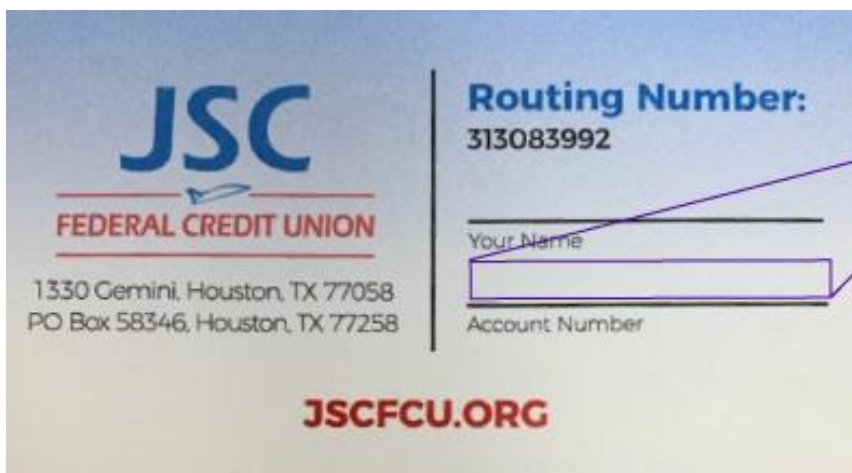 JSC
FEDERAL CREDIT UNION
1330 Gemini, Houston, TX 77058
PO Box 58346, Houston, TX 77258
Routing Number:
313083992
Your Name
Account Number
JSCFCU.ORG